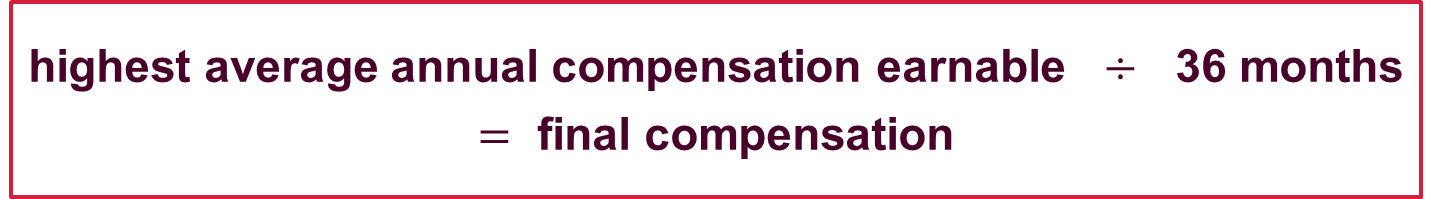 highest average annual compensation earnable ÷ 36 months
= final compensation